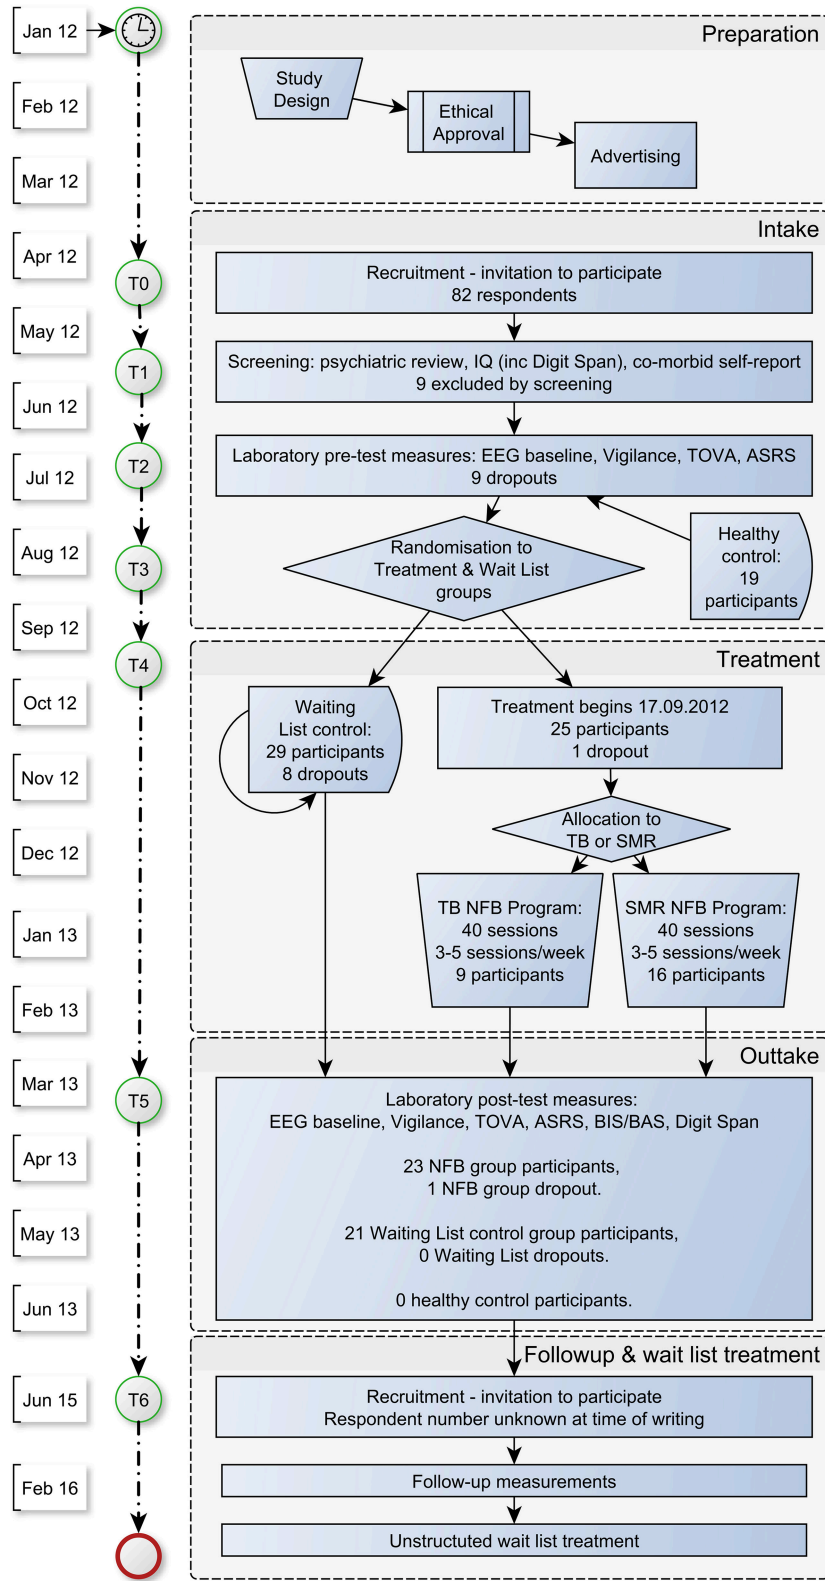 Jan 12
Feb 12
Mar 12
Apr 12
May 12
Jun 12
Jul 12
Aug 12
Sep 12
Oct 12
Nov 12
Dec 12
Jan 13
Feb 13
Mar 13
Apr 13
May 13
Jun 13
Jun 15
Feb 16
T0
T1
T2
T3
T4
T5
T6
Preparation
Study
Design
Ethical
Approval
Advertising
Intake
Recruitment - invitation to participate
82 respondents
Screening: psychiatric review, IQ (inc Digit Span), co-morbid self-report
9 excluded by screening
Laboratory pre-test measures: EEG baseline, Vigilance, TOVA, ASRS
9 dropouts
Randomisation to
Treatment & Wait List
groups
Healthy
control:
19
participants
Treatment
Waiting
List control:
29 participants
8 dropouts
Treatment begins 17.09.2012
25 participants
1 dropout
Allocation to
TB or SMR
TB NFB Program:
40 sessions
3-5 sessions/week
9 participants
SMR NFB Program:
40 sessions
3-5 sessions/week
16 participants
Outtake
Laboratory post-test measures:
EEG baseline, Vigilance, TOVA, ASRS, BIS/BAS, Digit Span
23 NFB group participants,
1 NFB group dropout.
21 Waiting List control group participants,
0 Waiting List dropouts.
0 healthy control participants.
Followup & wait list treatment
Recruitment - invitation to participate
Respondent number unknown at time of writing
Follow-up measurements
Unstructuted wait list treatment